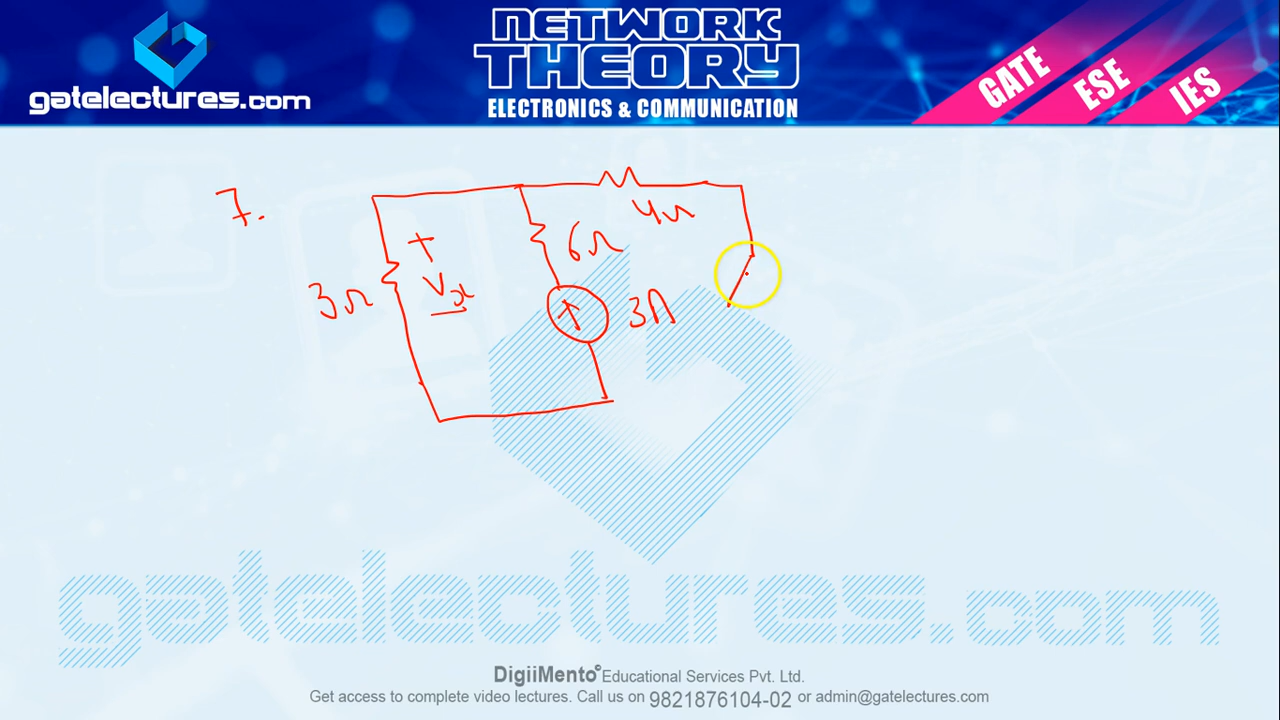 NETWORK
THEORY
ELECTRONICS & COMMUNICATION
gatelectures.com
GATE
ESE
IES
7.
4Ω
6Ω
+
3Ω
Vx
3A
gatelectures.com
DigiiMento© Educational Services Pvt. Ltd.
Get access to complete video lectures. Call us on 9821876104-02 or admin@gatelectures.com